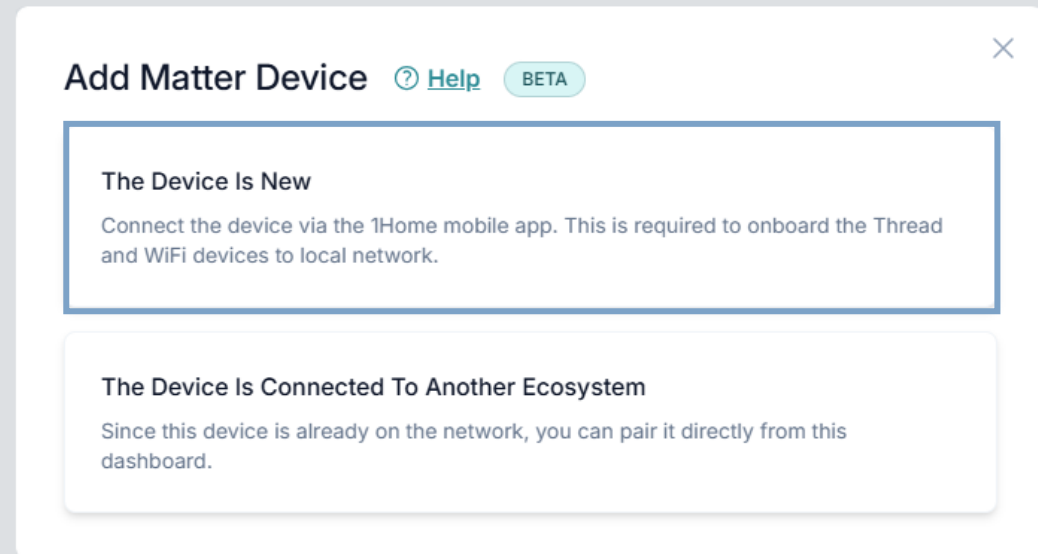 Add Matter Device Help BETA
The Device Is New
Connect the device via the 1Home mobile app. This is required to onboard the Thread
and WiFi devices to local network.
The Device Is Connected To Another Ecosystem
Since this device is already on the network, you can pair it directly from this
dashboard.